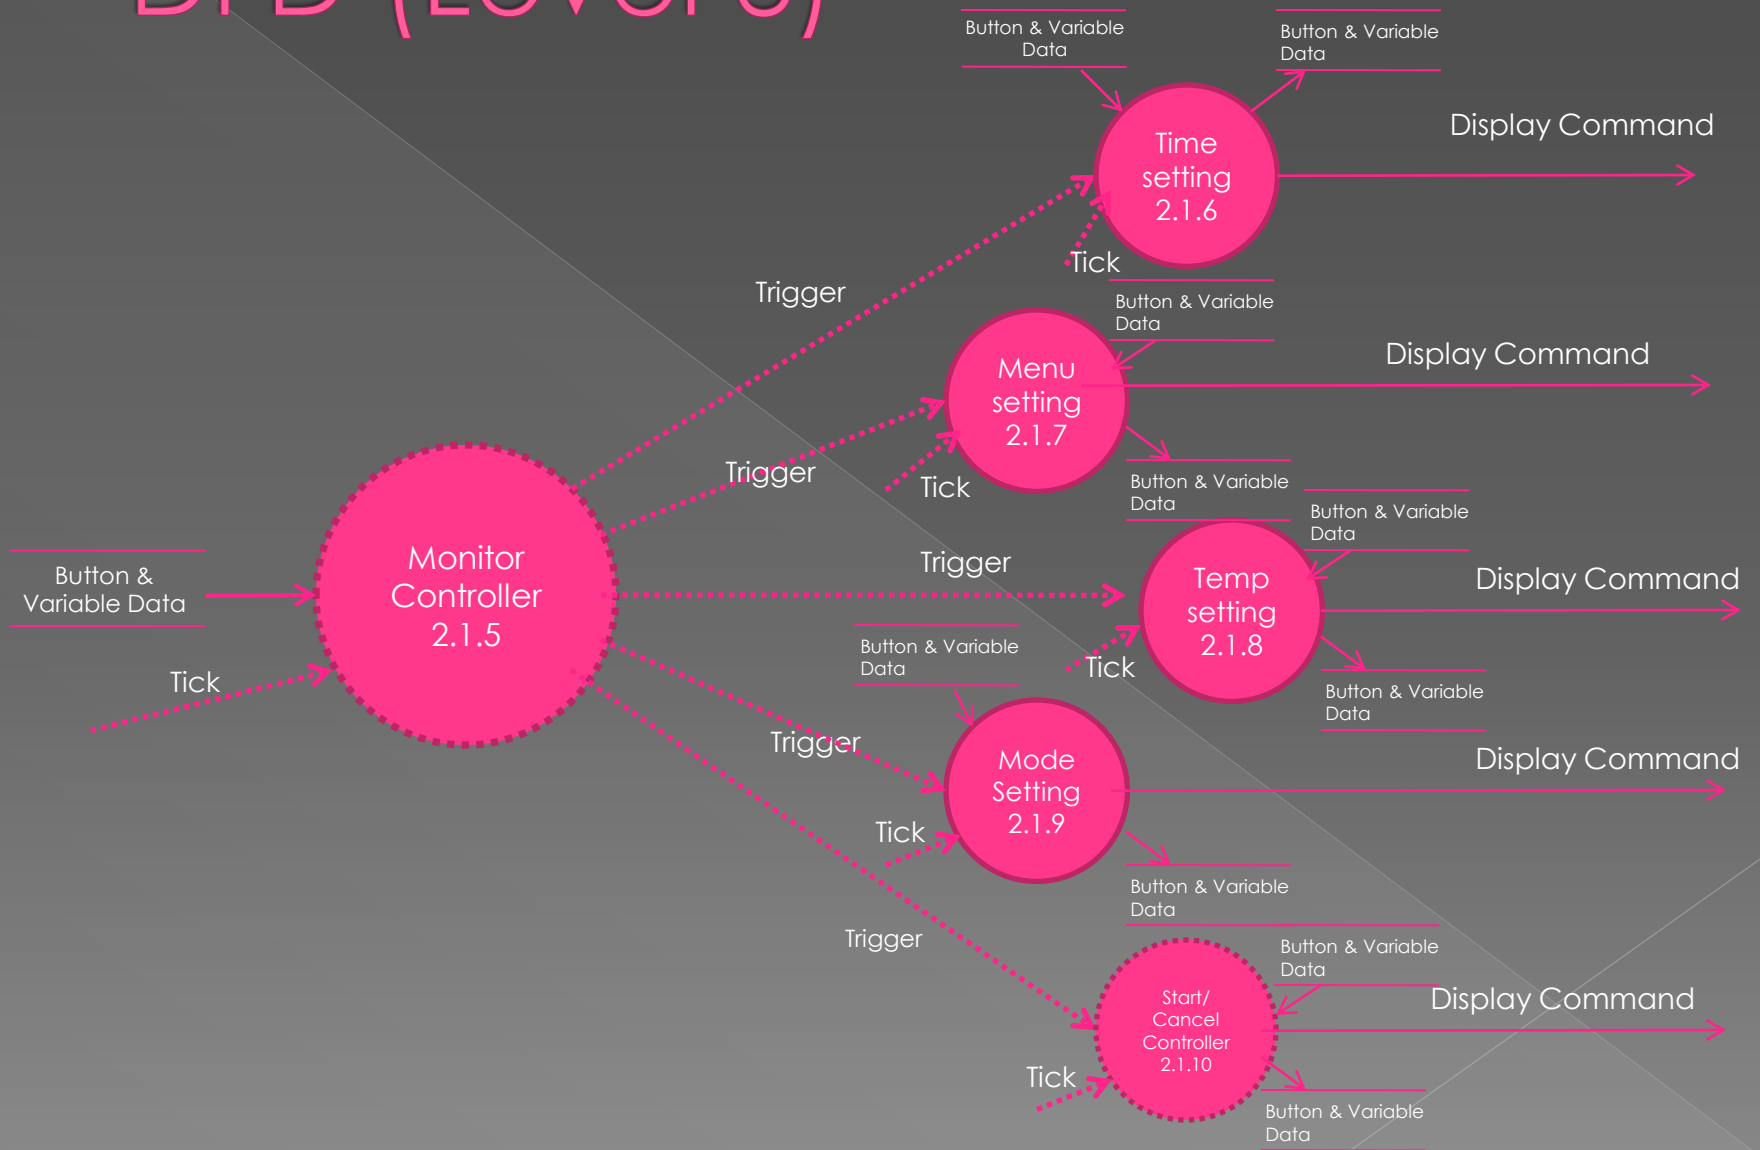 DFD (Level 3)
Button & Variable
Data
Button & Variable
Data
Display Command
Time
setting
2.1.6
Tick
Trigger
Button & Variable
Data
Display Command
Menu
setting
2.1.7
Trigger
Tick
Button & Variable
Data
Button & Variable
Data
Monitor
Controller
2.1.5
Button &
Variable Data
Tick
Trigger
Display Command
Temp
setting
2.1.8
Tick
Button & Variable
Data
Button & Variable
Data
Trigger
Display Command
Mode
Setting
2.1.9
Tick
Button & Variable
Data
Trigger
Button & Variable
Data
Display Command
Start/
Cancel
Controller
2.1.10
Tick
Button & Variable
Data